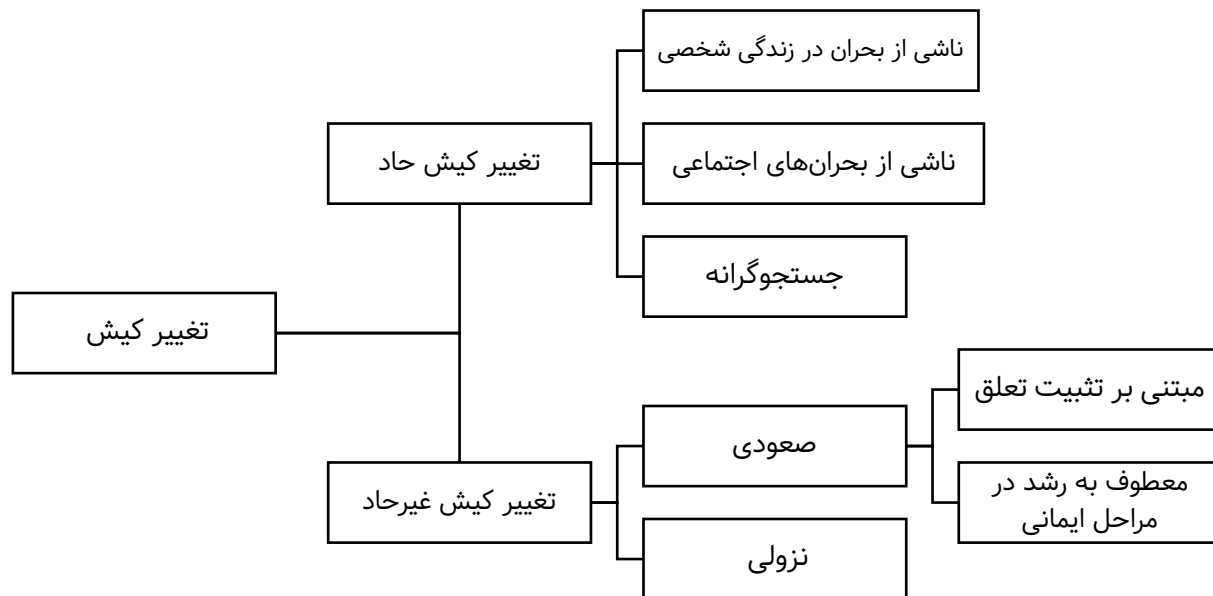 ناشی از بحران در زندگی شخصی
تغییر کیش حاد
ناشی از بحران‌های اجتماعی
جستجوگرانه
تغییر کیش
مبتنی بر تثبیت تعلق
صعودی
معطوف به رشد در
مراحل ایمانی
تغییر کیش غیرحاد
نزولی